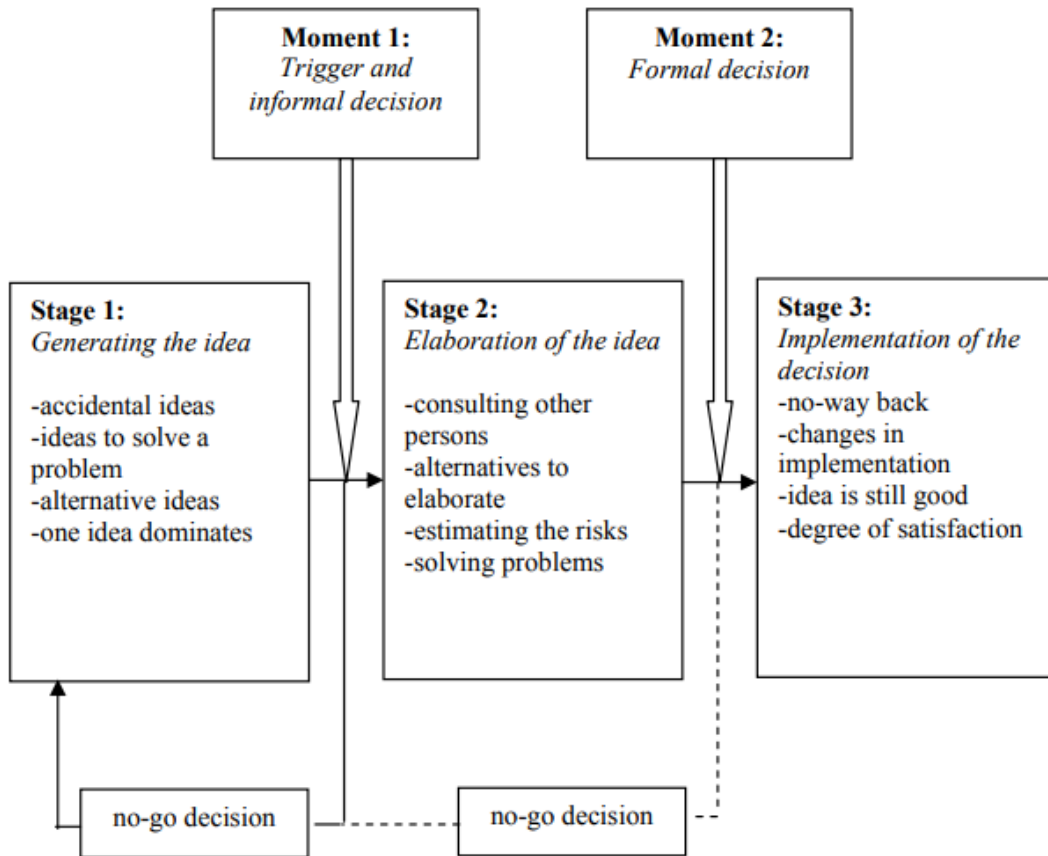 Moment 1:
Trigger and
informal decision
Moment 2:
Formal decision
Stage 1:
Generating the idea
-accidental ideas
-ideas to solve a
problem
-alternative ideas
-one idea dominates
Stage 2:
Elaboration of the idea
-consulting other
persons
-alternatives to
elaborate
-estimating the risks
-solving problems
Stage 3:
Implementation of the
decision
-no-way back
-changes in
implementation
-idea is still good
-degree of satisfaction
no-go decision
no-go decision